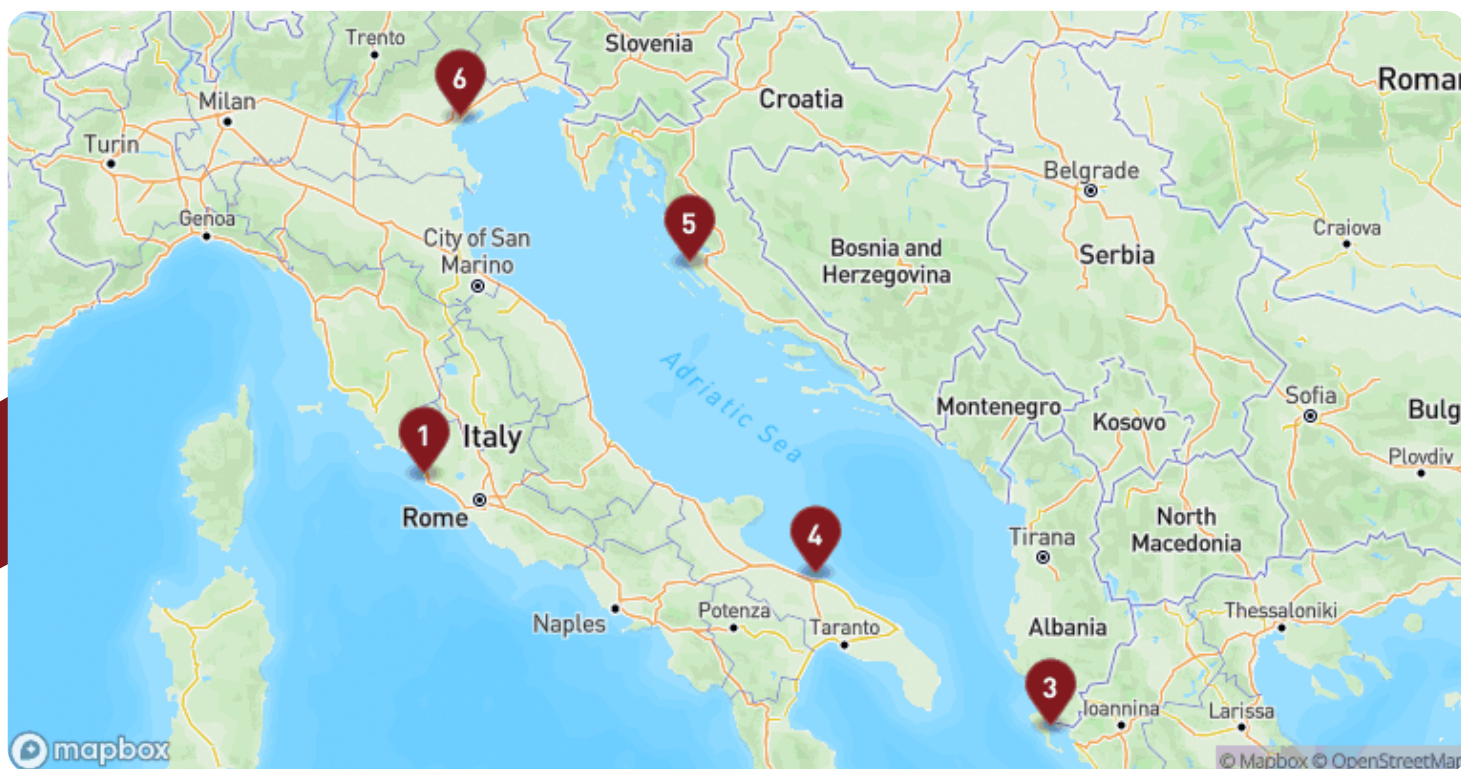 Trento
Slovenia
Croatia
Romai
6
Milan
Turin
Belgrade
5
Genoa
Craiova
City of San
Marino
Bosnia and
Herzegovina
Serbia
Adriatic Sea
Sofia
Montenegro
Kosovo
Bulg
1
Italy
Plovdiv
Rome
North
Macedonia
4
Tirana
Naples
Potenza
Taranto
Albania
Thessaloniki
3
Ioannina
Larissa
mapbox
© Mapbox © OpenStreetMap